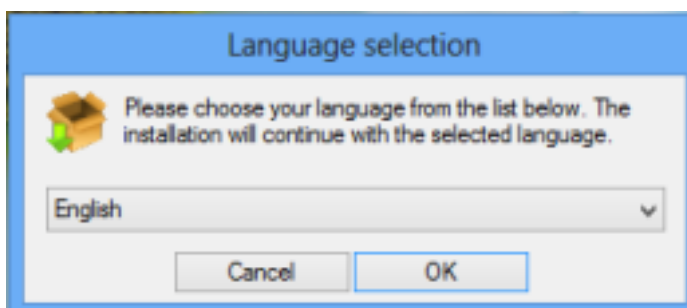 Language selection
Please choose your language from the list below. The
installation will continue with the selected language.
English
Cancel OK